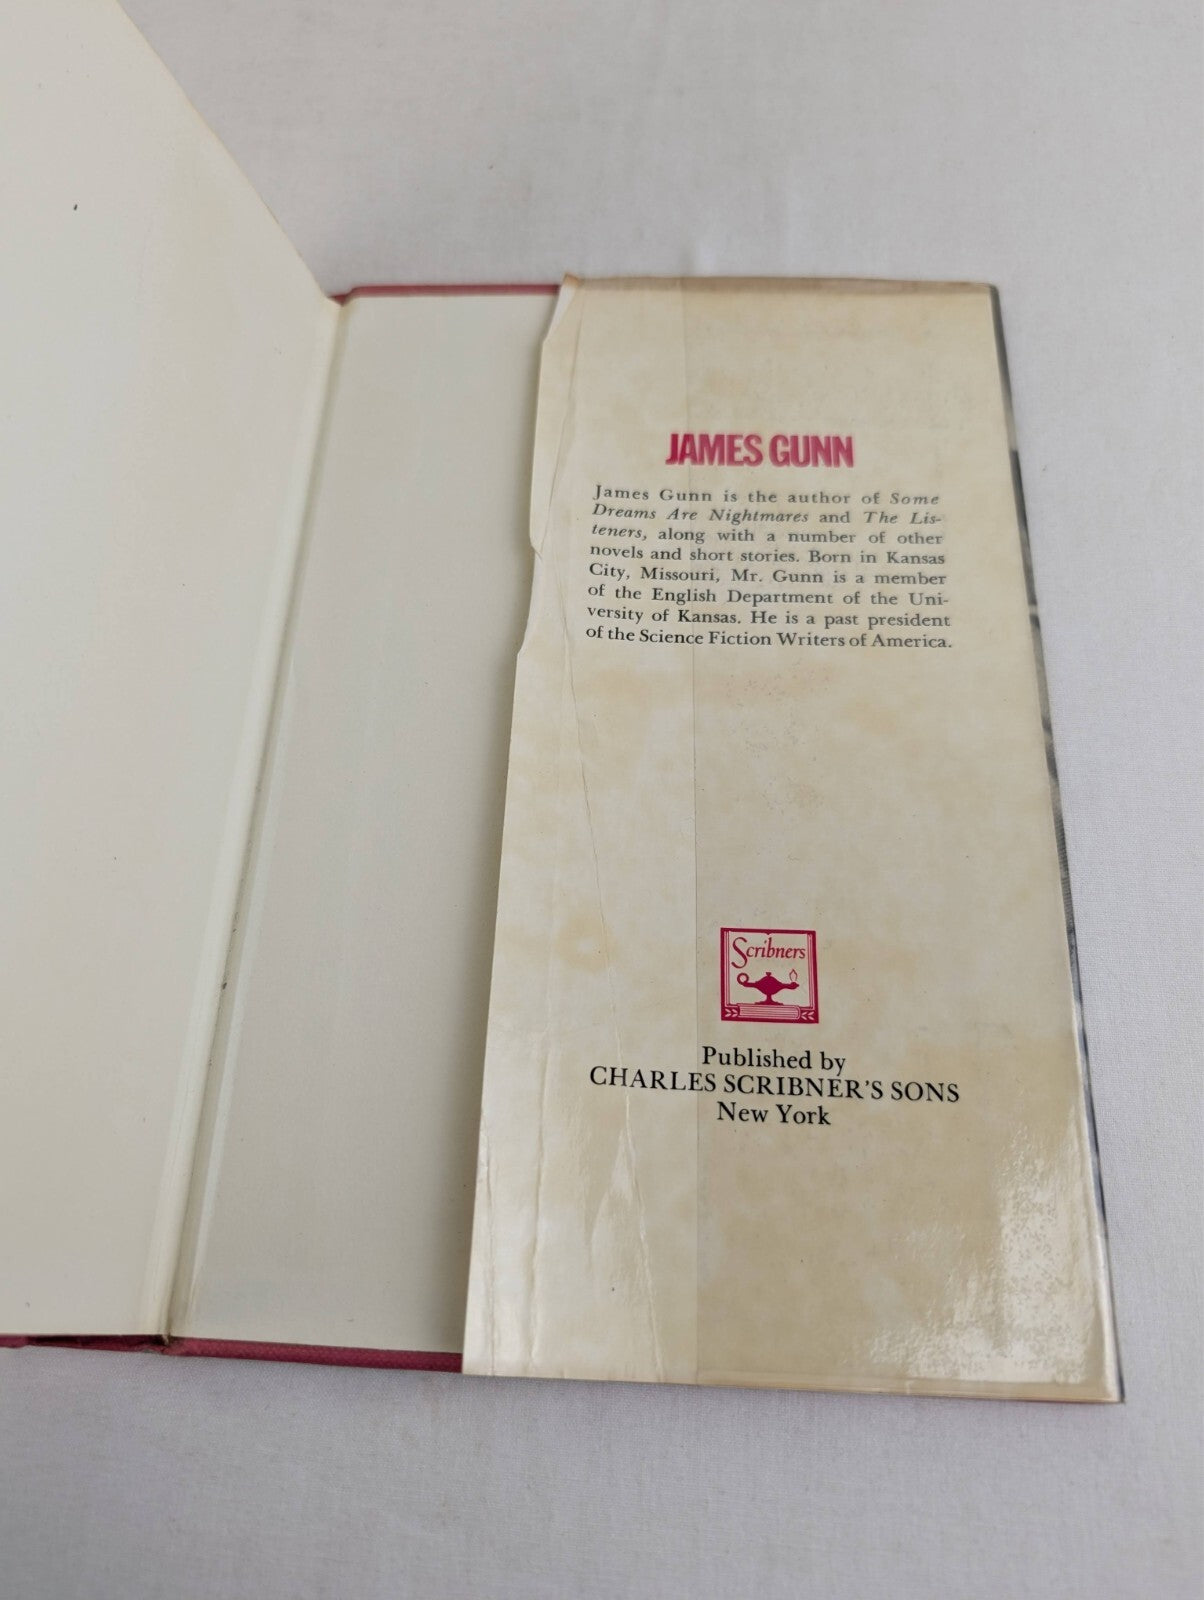 JAMES GUNN
James Gunn is the author of Some
Dreams Are Nightmares and The Lis-
teners, along with a number of other
novels and short stories. Born in Kansas
City, Missouri, Mr. Gunn is a member
of the English Department of the Uni-
versity of Kansas. He is a past president
of the Science Fiction Writers of America.
Scribners
Published by
CHARLES SCRIBNER'S SONS
New York